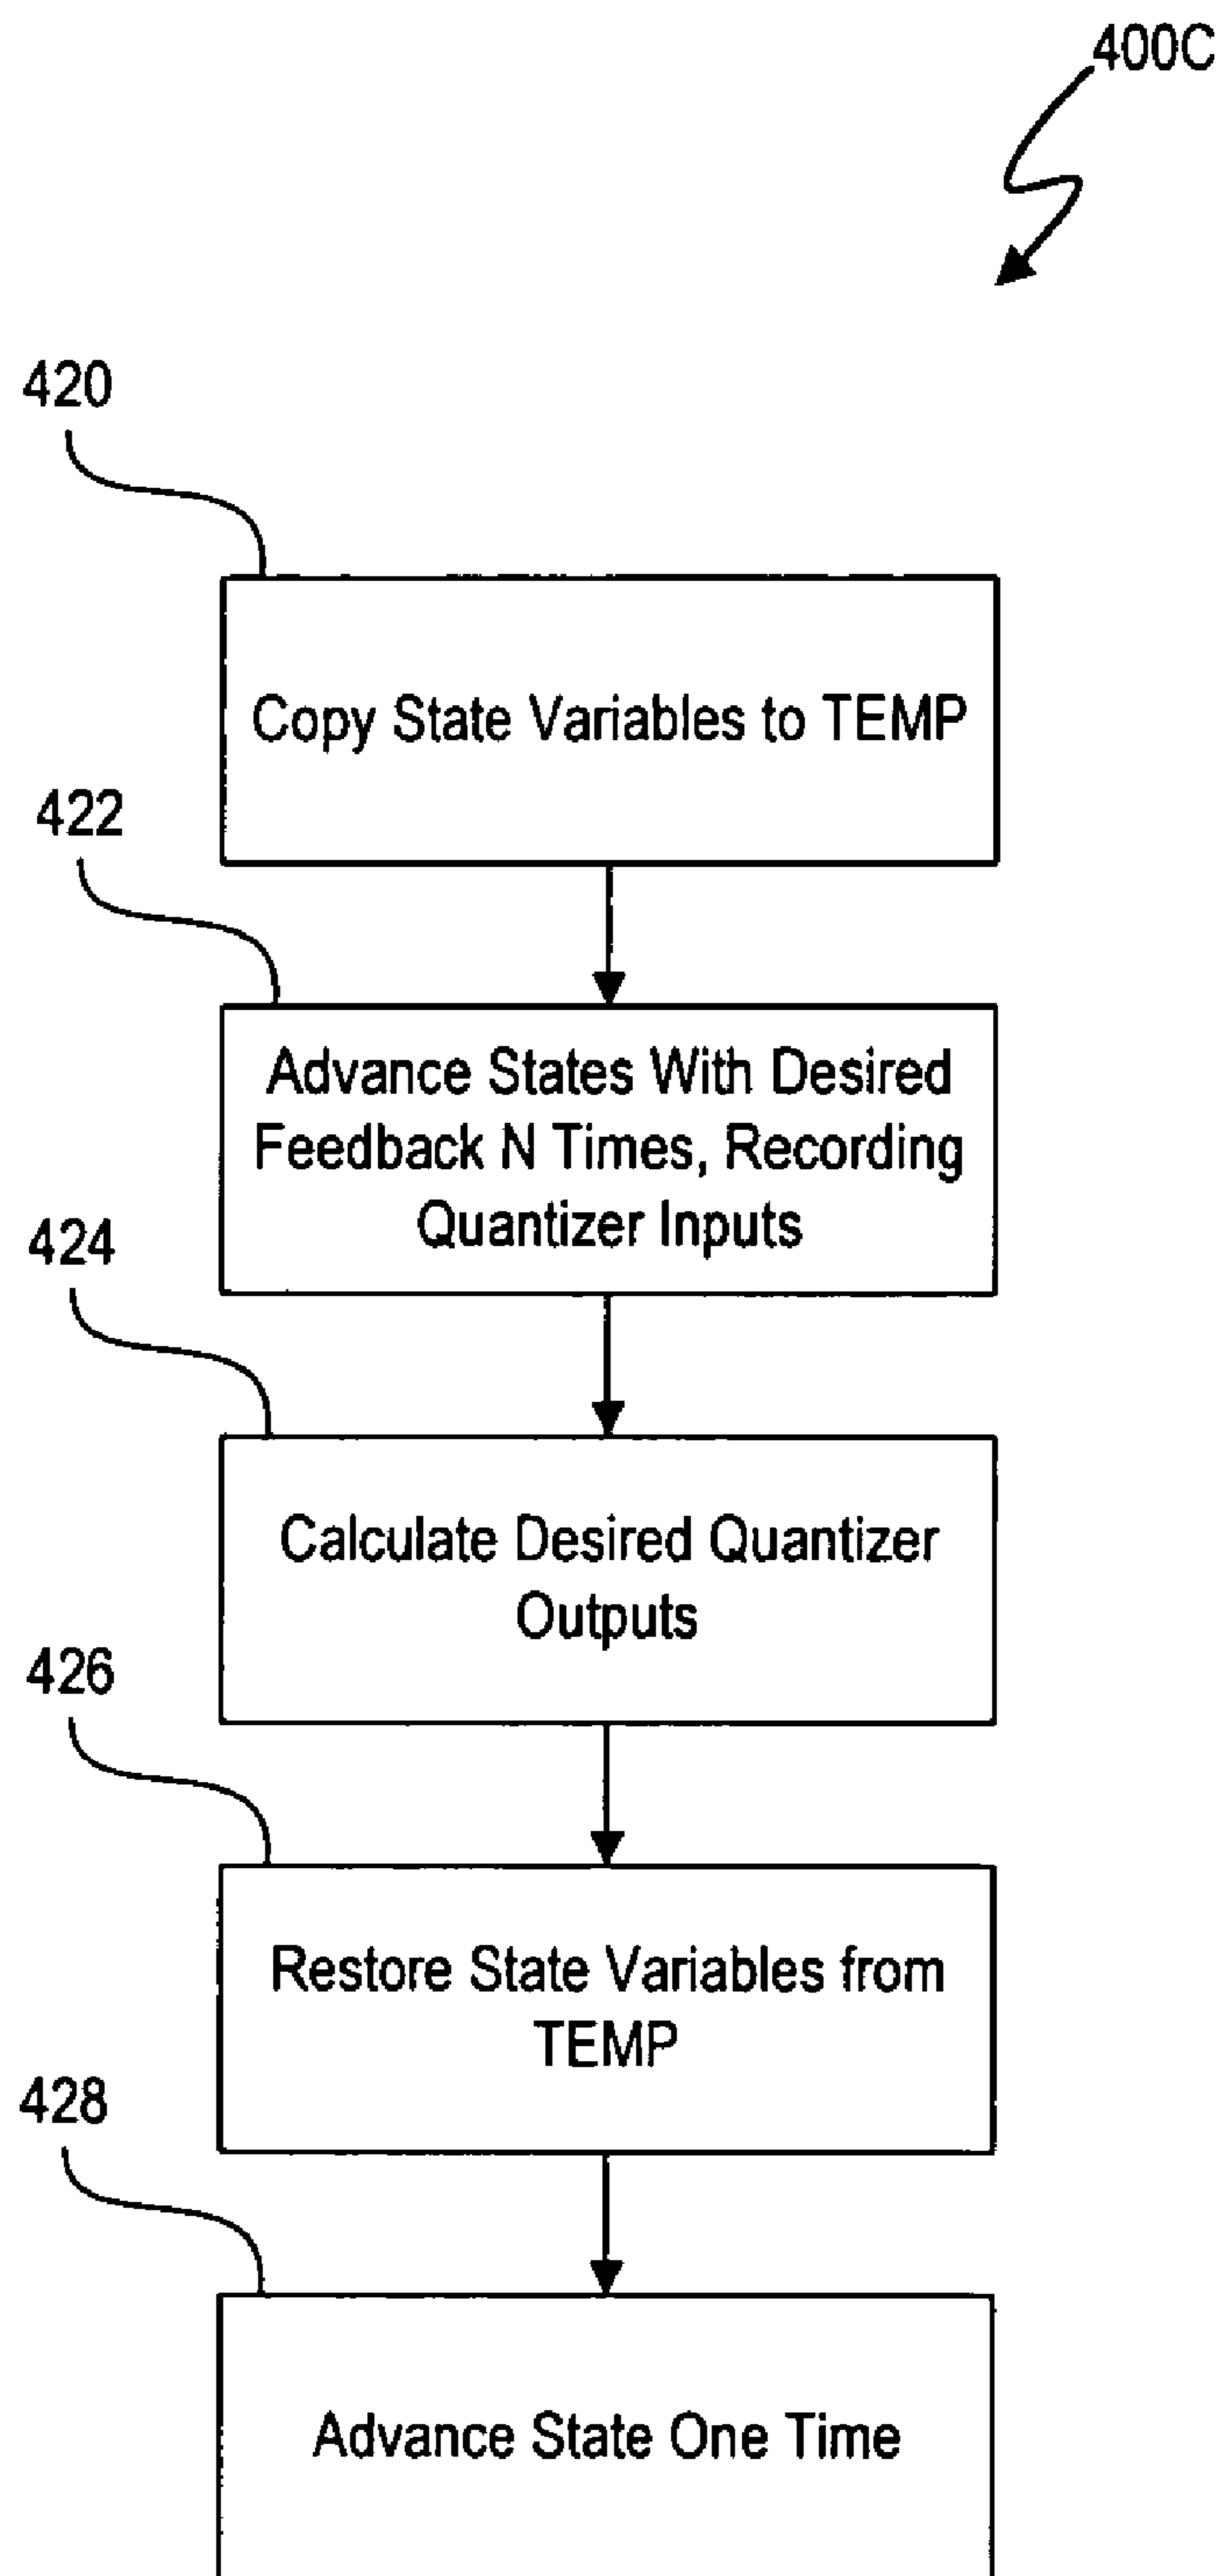 400C
420
Copy State Variables to TEMP
422
Advance States With Desired
Feedback N Times, Recording
Quantizer Inputs
424
Calculate Desired Quantizer
Outputs
426
Restore State Variables from
TEMP
428
Advance State One Time